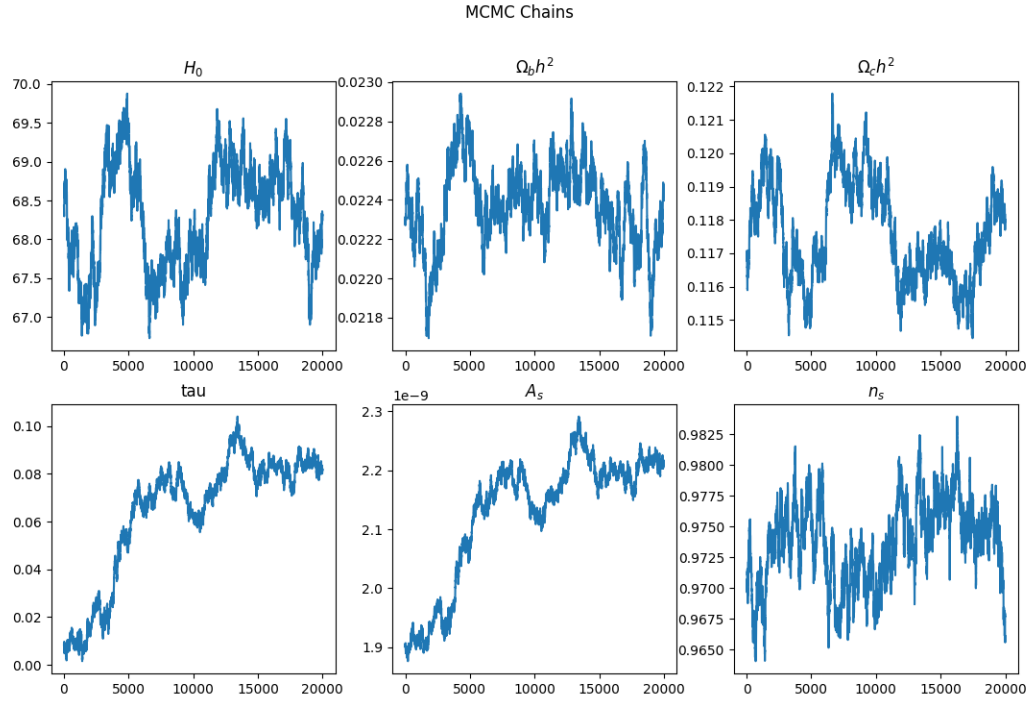 MCMC Chains
H₀
Ω_b h²
Ω_c h²
70.0
69.5
69.0
68.5
68.0
67.5
67.0
0.0230
0.0228
0.0226
0.0224
0.0222
0.0220
0.0218
0.122
0.121
0.120
0.119
0.118
0.117
0.116
0.115
0 5000 10000 15000 20000
0 5000 10000 15000 20000
0 5000 10000 15000 20000
tau
A_s
n_s
0.10
0.08
0.06
0.04
0.02
0.00
1e−9
2.3
2.2
2.1
2.0
1.9
0.9825
0.9800
0.9775
0.9750
0.9725
0.9700
0.9675
0.9650
0 5000 10000 15000 20000
0 5000 10000 15000 20000
0 5000 10000 15000 20000